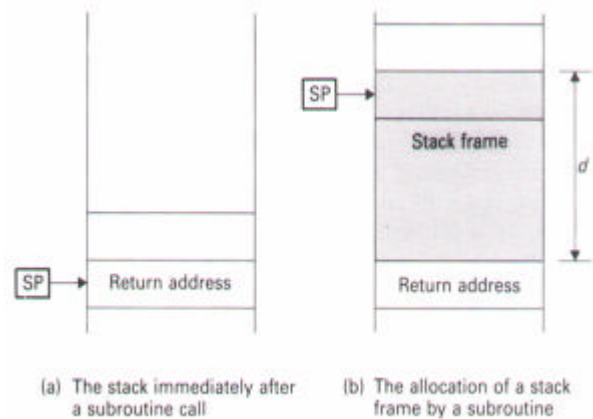 SP
Stack frame
d
SP
Return address
Return address
(a) The stack immediately after
a subroutine call
(b) The allocation of a stack
frame by a subroutine